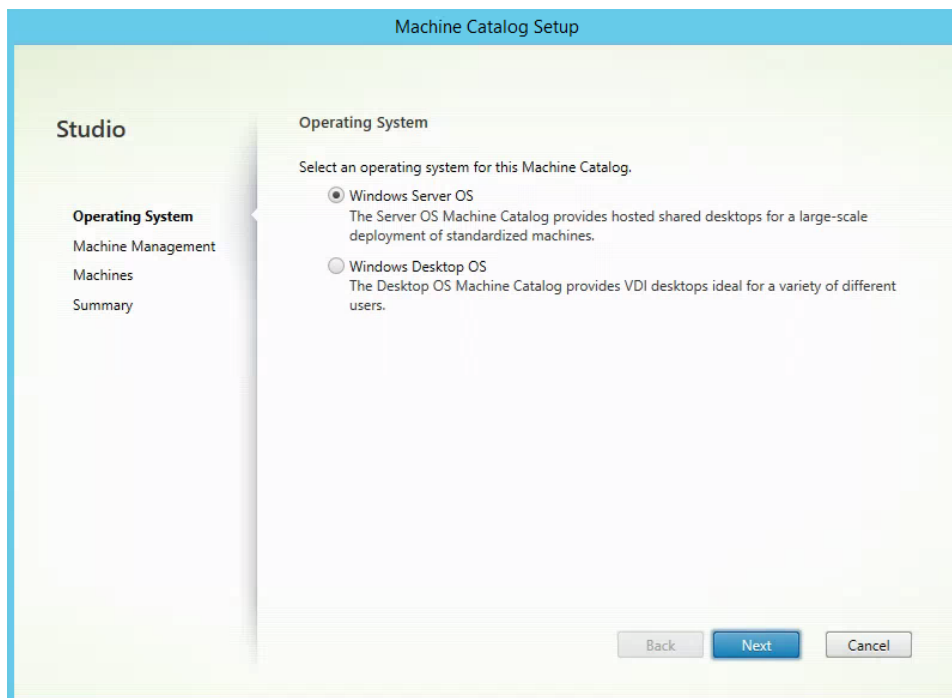 Machine Catalog Setup
Studio
Operating System
Machine Management
Machines
Summary
Operating System
Select an operating system for this Machine Catalog.
Windows Server OS
The Server OS Machine Catalog provides hosted shared desktops for a large-scale
deployment of standardized machines.
Windows Desktop OS
The Desktop OS Machine Catalog provides VDI desktops ideal for a variety of different
users.
Back
Next
Cancel